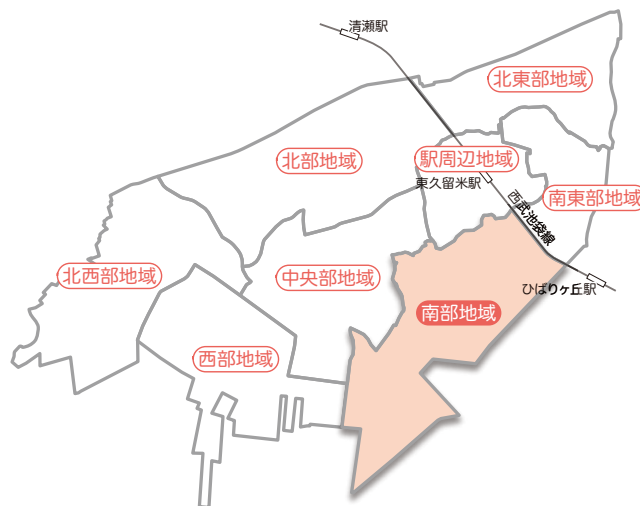 清瀬駅
北東部地域
北部地域
駅周辺地域
東久留米駅
南東部地域
西武池袋線
北西部地域
中央部地域
ひばりヶ丘駅
南部地域
西部地域